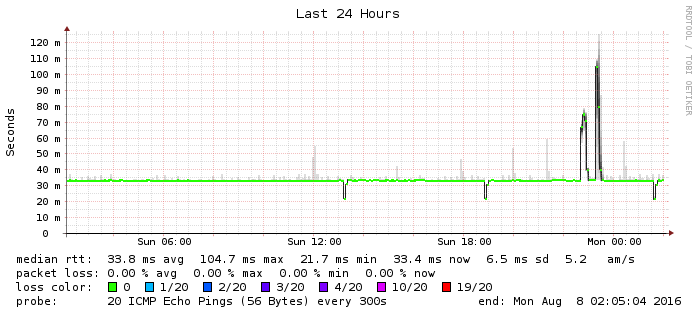 Last 24 Hours
RRDTOOL / TOBI OETIKER
Seconds
120 m
110 m
100 m
90 m
80 m
70 m
60 m
50 m
40 m
30 m
20 m
10 m
0
Sun 06:00 Sun 12:00 Sun 18:00 Mon 00:00
median rtt: 33.8 ms avg 104.7 ms max 21.7 ms min 33.4 ms now 6.5 ms sd 5.2 am/s
packet loss: 0.00 % avg 0.00 % max 0.00 % min 0.00 % now
loss color: 0 1/20 2/20 3/20 4/20 10/20 19/20
probe: 20 ICMP Echo Pings (56 Bytes) every 300s end: Mon Aug 8 02:05:04 2016